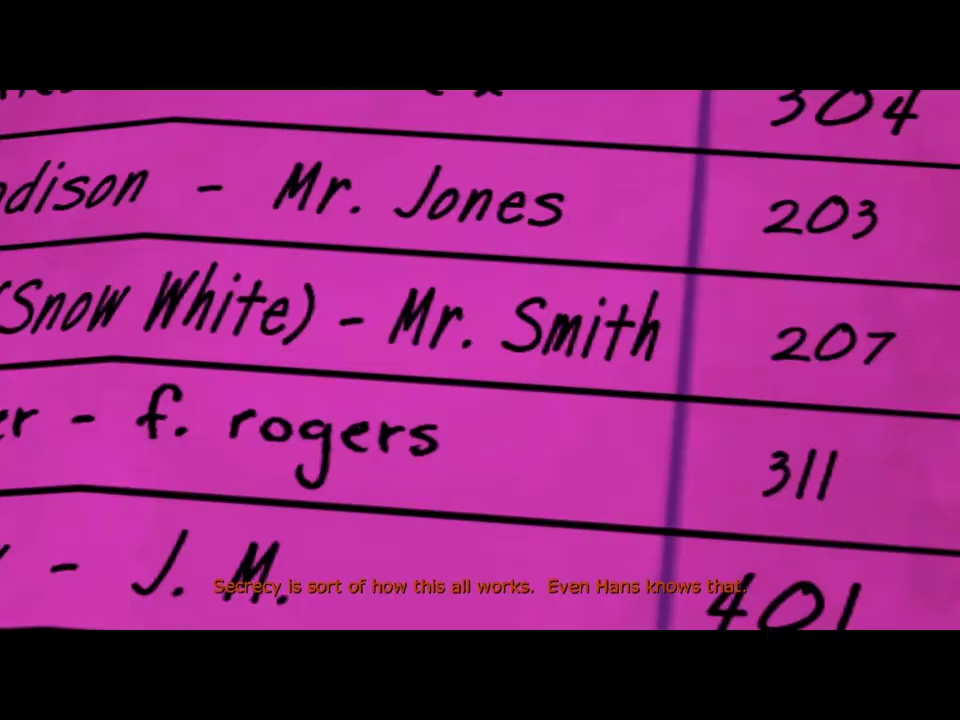 304
adison - Mr. Jones 203
(Snow White) - Mr. Smith 207
er - f. rogers 311
- J. M. 401
Secrecy is sort of how this all works. Even Hans knows that.